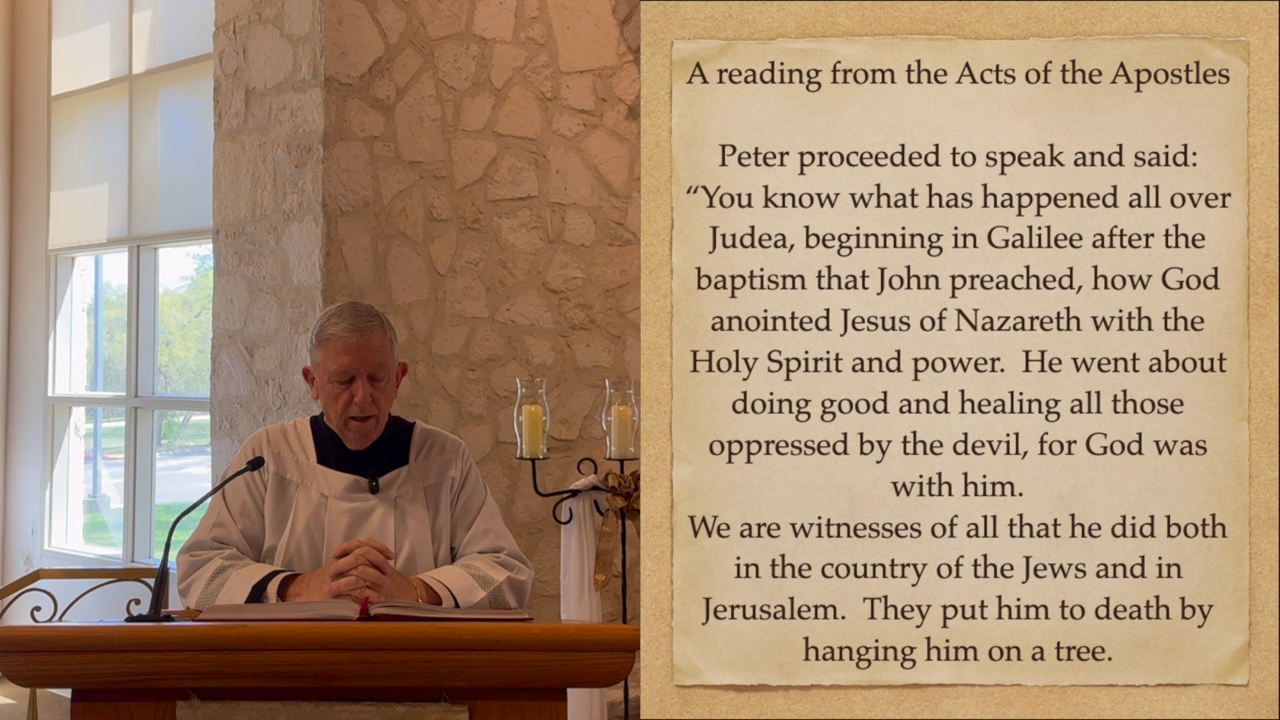 A reading from the Acts of the Apostles
Peter proceeded to speak and said:
“You know what has happened all over
Judea, beginning in Galilee after the
baptism that John preached, how God
anointed Jesus of Nazareth with the
Holy Spirit and power.  He went about
doing good and healing all those
oppressed by the devil, for God was
with him.
We are witnesses of all that he did both
in the country of the Jews and in
Jerusalem.  They put him to death by
hanging him on a tree.